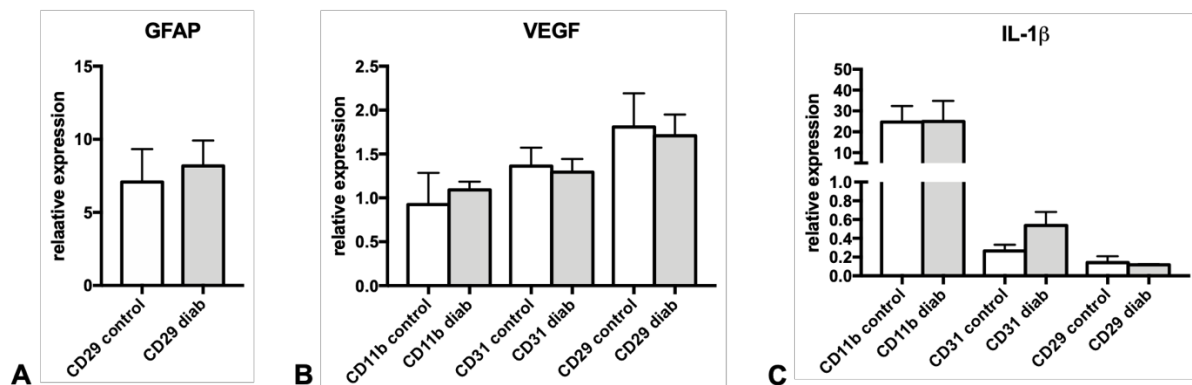 GFAP
relaative expression
15
10
5
0
CD29 control
CD29 diab
A
VEGF
relative expression
2.5
2.0
1.5
1.0
0.5
0.0
CD11b control
CD11b diab
CD31 control
CD31 diab
CD29 control
CD29 diab
B
IL-1β
relative expression
50
40
30
20
10
1.0
0.8
0.6
0.4
0.2
0.0
CD11b control
CD11b diab
CD31 control
CD31 diab
CD29 control
CD29 diab
C